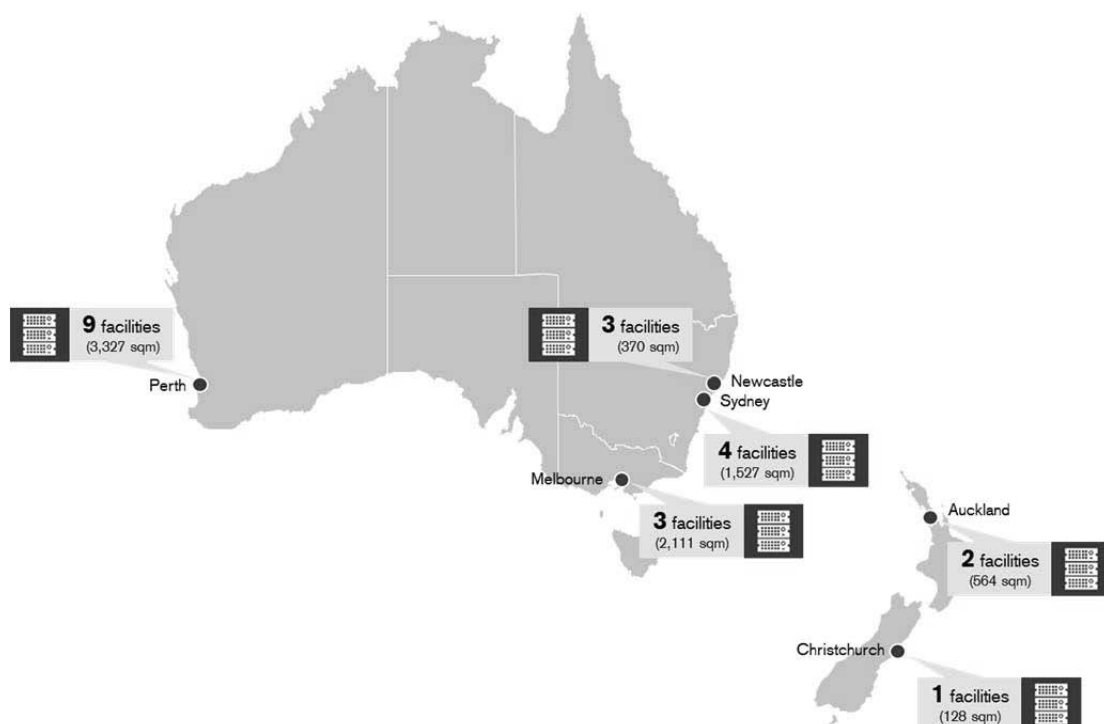 9 facilities
(3,327 sqm)
Perth
3 facilities
(370 sqm)
Newcastle
Sydney
4 facilities
(1,527 sqm)
Melbourne
3 facilities
(2,111 sqm)
Auckland
2 facilities
(564 sqm)
Christchurch
1 facilities
(128 sqm)